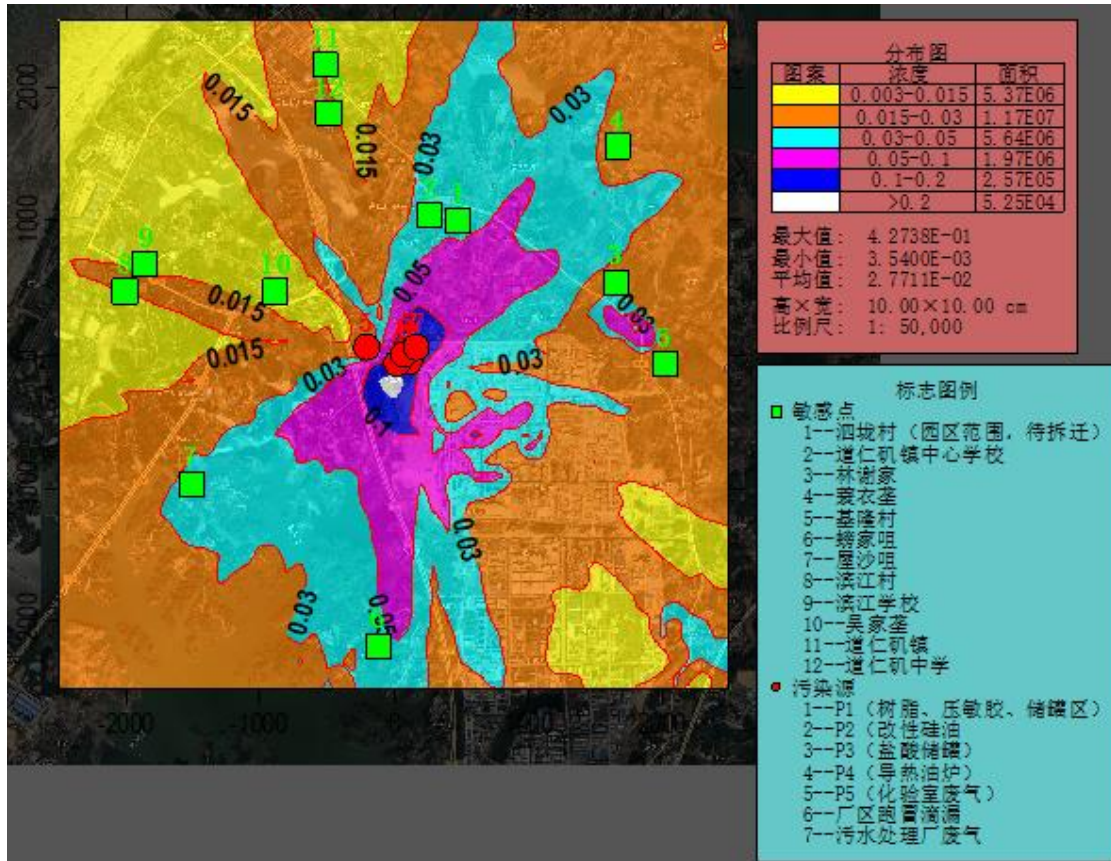 分布图
图案 浓度 面积
0.003-0.015 5.37E06
0.015-0.03 1.17E07
0.03-0.05 5.64E06
0.05-0.1 1.97E06
0.1-0.2 2.57E05
>0.2 5.25E04
最大值: 4.2738E-01
最小值: 3.5400E-03
平均值: 2.7711E-02
高×宽: 10.00×10.00 cm
比例尺: 1: 50,000
标志图例
敏感点
1--泗垅村（园区范围，待拆迁）
2--道仁矶镇中心学校
3--林谢家
4--蓑衣垄
5--基隆村
6--螃家咀
7--屋沙咀
8--滨江村
9--滨江学校
10--吴家垄
11--道仁矶镇
12--道仁矶中学
污染源
1--P1（树脂、压敏胶、储罐区）
2--P2（改性硅油
3--P3（盐酸储罐）
4--P4（导热油炉）
5--P5（化验室废气）
6--厂区跑冒滴漏
7--污水处理厂废气
11
12
4
2000
0.015
0.015
0.03
0.03
1
1000
9
10
3
0.05
0.015
0.03
5
0.015
0.03
0.03
0.1
7
0.03
0.03
0.05
-2000
-1000
0